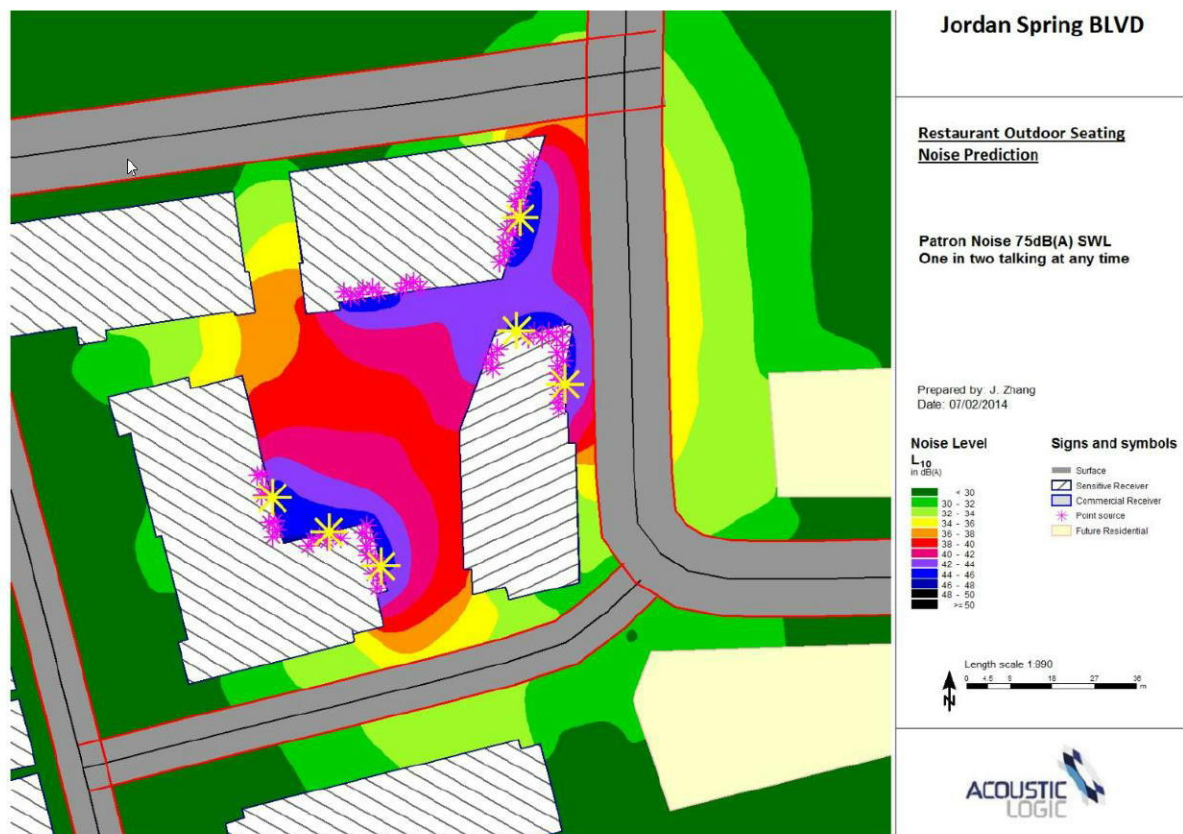 Jordan Spring BLVD
Restaurant Outdoor Seating
Noise Prediction
Patron Noise 75dB(A) SWL
One in two talking at any time
Prepared by: J. Zhang
Date: 07/02/2014
Noise Level
L10
in dB(A)
< 30
30 - 32
32 - 34
34 - 36
36 - 38
38 - 40
40 - 42
42 - 44
44 - 46
46 - 48
48 - 50
>= 50
Signs and symbols
Surface
Sensitive Receiver
Commercial Receiver
Point source
Future Residential
Length scale 1:990
0 4.5 9 18 27 36
m
N
ACOUSTIC
LOGIC